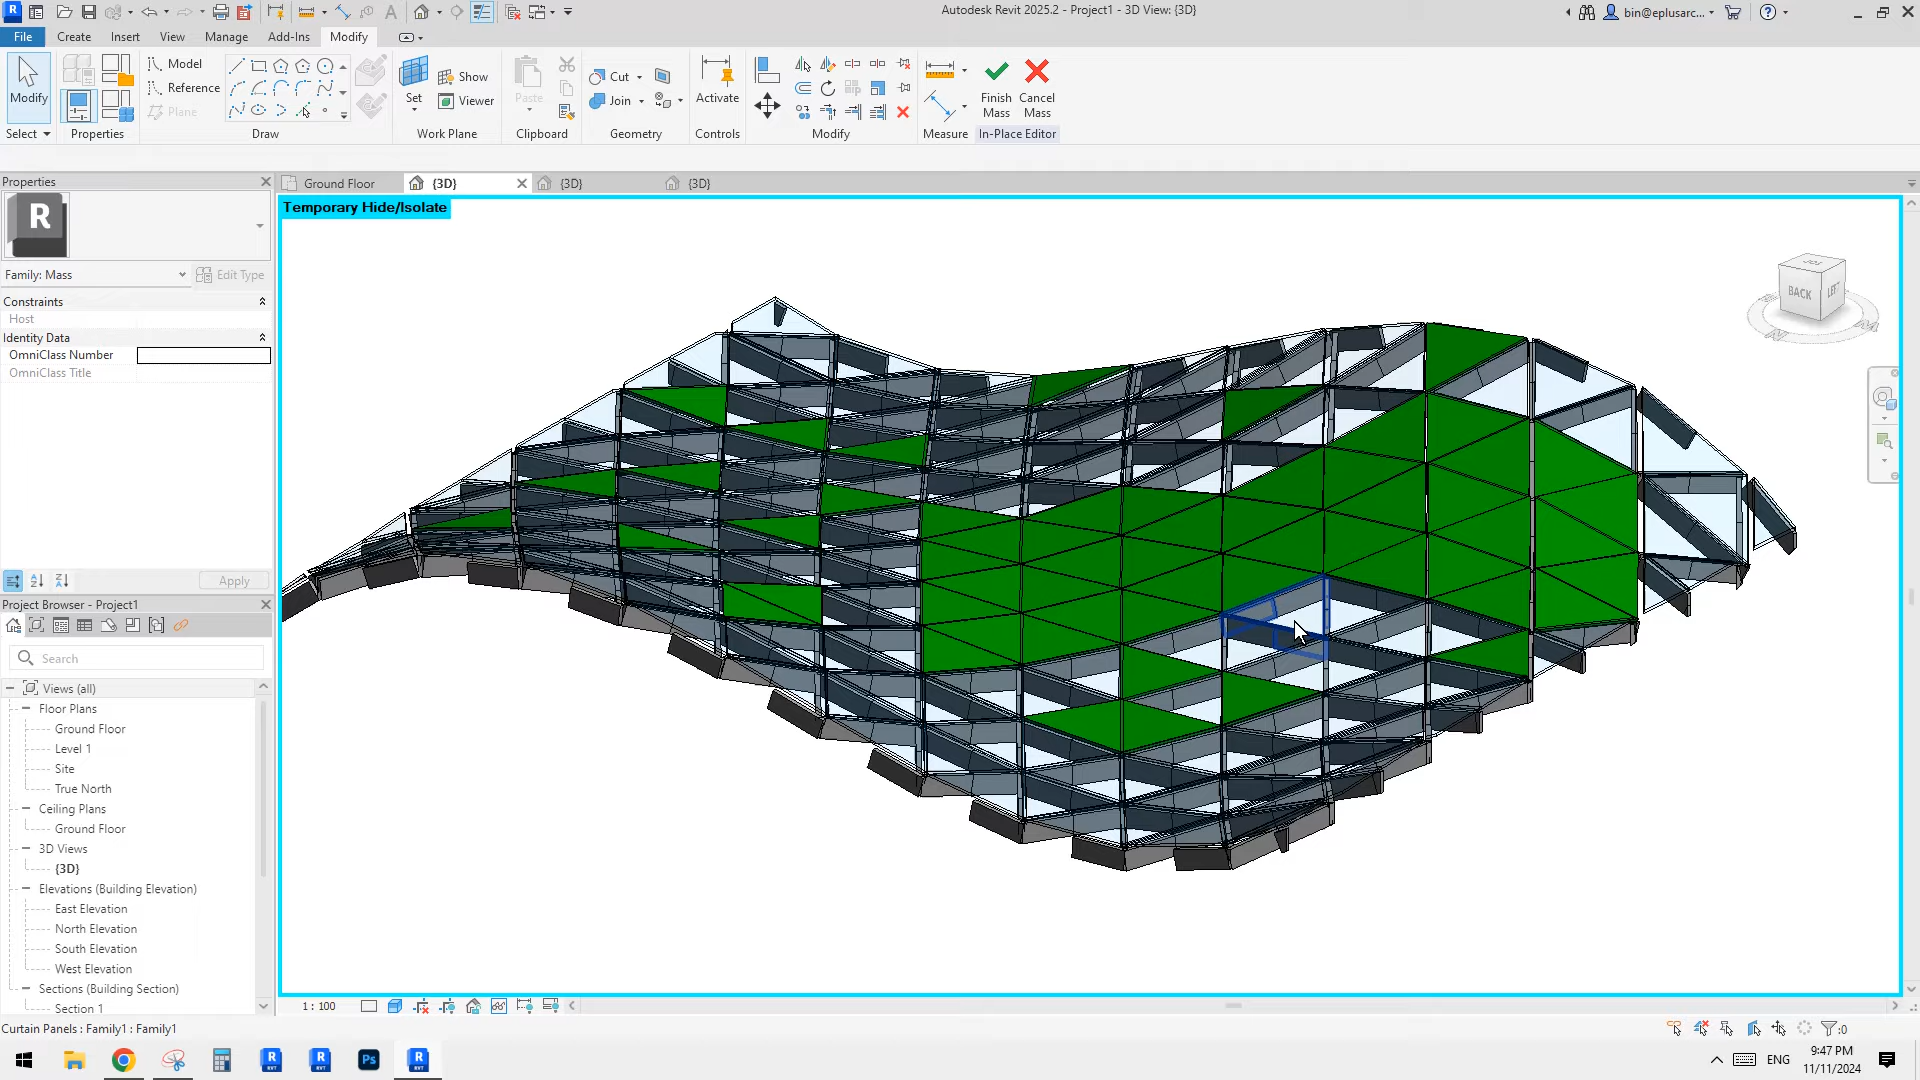 Autodesk Revit 2025.2 - Project1 - 3D View: {3D}
bin@eplusarc...
File
Create
Insert
View
Manage
Add-Ins
Modify
Modify
Model
Reference
Plane
Set
Show
Viewer
Paste
Cut
Join
Activate
Finish
Mass
Cancel
Mass
Select
Properties
Draw
Work Plane
Clipboard
Geometry
Controls
Modify
Measure
In-Place Editor
Properties
Ground Floor
{3D}
{3D}
{3D}
Temporary Hide/Isolate
R
Family: Mass
Edit Type
Constraints
Host
Identity Data
OmniClass Number
OmniClass Title
BACK
LEFT
Apply
Project Browser - Project1
Search
Views (all)
Floor Plans
Ground Floor
Level 1
Site
True North
Ceiling Plans
Ground Floor
3D Views
{3D}
Elevations (Building Elevation)
East Elevation
North Elevation
South Elevation
West Elevation
Sections (Building Section)
Section 1
1 : 100
Curtain Panels : Family1 : Family1
:0
ENG
9:47 PM
11/11/2024